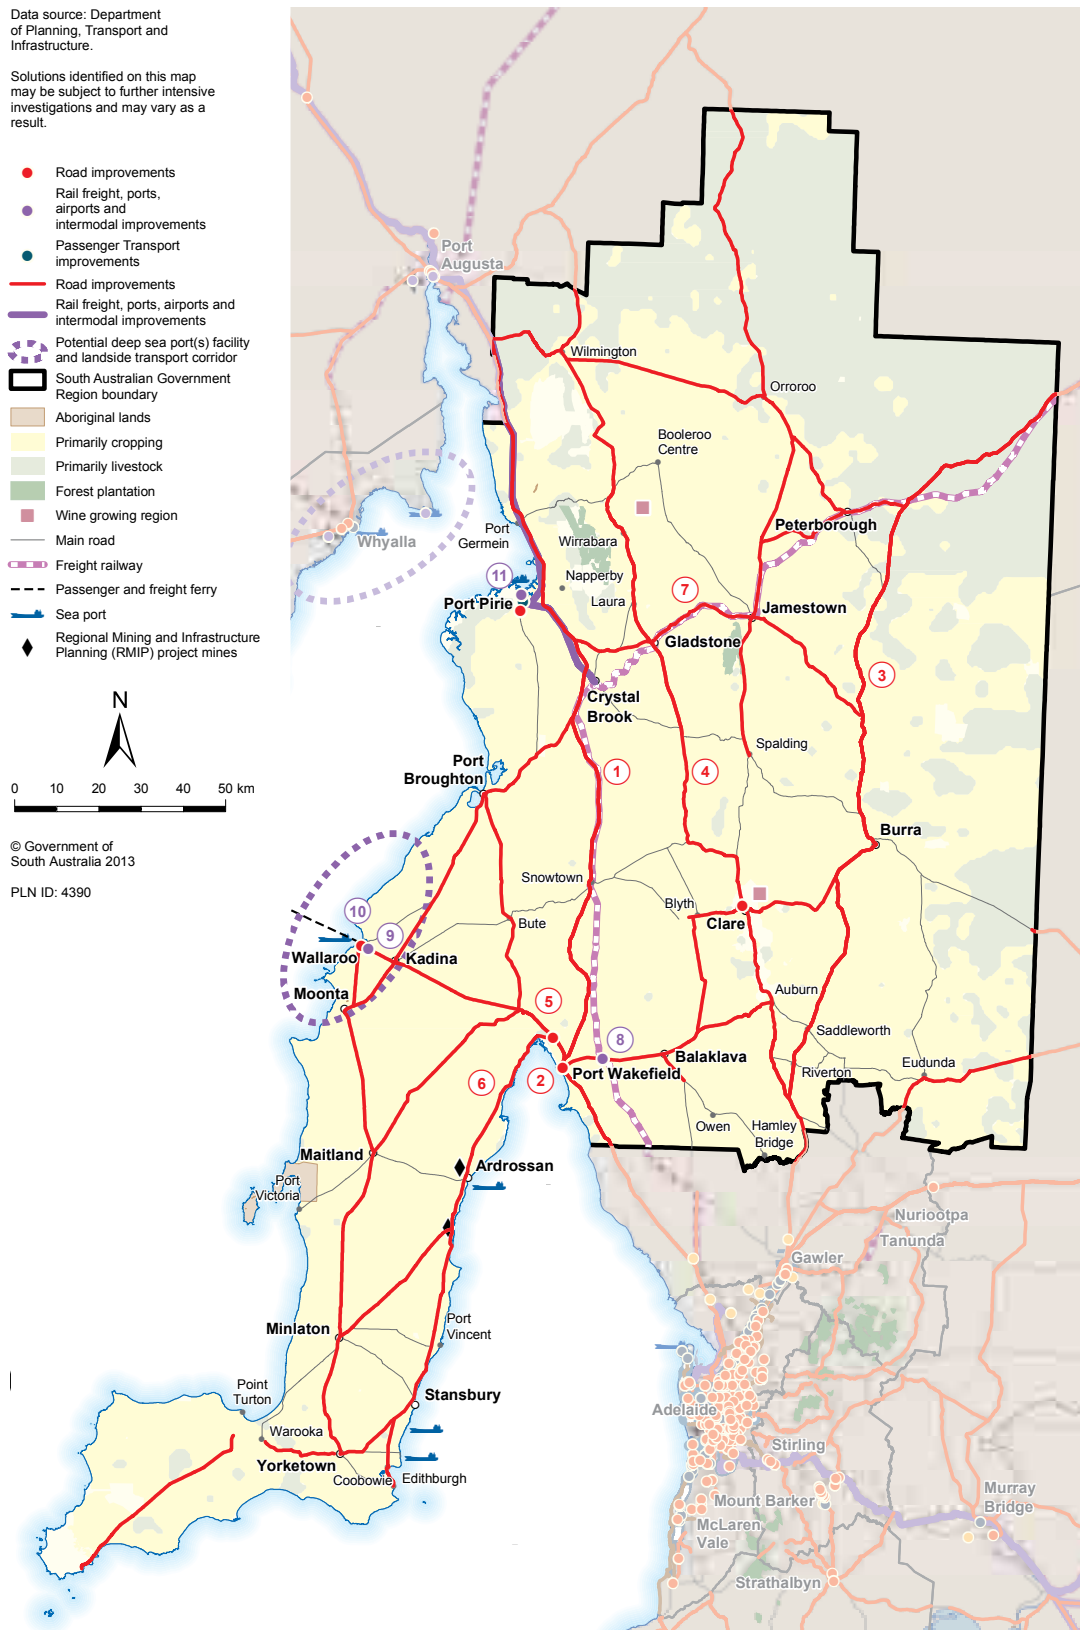 Data source: Department
of Planning, Transport and
Infrastructure.
Solutions identified on this map
may be subject to further intensive
investigations and may vary as a
result.
Road improvements
Rail freight, ports,
airports and
intermodal improvements
Passenger Transport
improvements
Road improvements
Rail freight, ports, airports and
intermodal improvements
Potential deep sea port(s) facility
and landside transport corridor
South Australian Government
Region boundary
Aboriginal lands
Primarily cropping
Primarily livestock
Forest plantation
Wine growing region
Main road
Freight railway
Passenger and freight ferry
Sea port
Regional Mining and Infrastructure
Planning (RMIP) project mines
N
0 10 20 30 40 50 km
© Government of
South Australia 2013
PLN ID: 4390
Port
Augusta
Wilmington
Orroroo
Booleroo
Centre
Peterborough
Port
Germein
Whyalla
Wirrabara
11
Napperby
Port Pirie
Laura
7
Jamestown
Gladstone
3
Crystal
Brook
Spalding
Port
Broughton
1
4
Burra
Snowtown
Blyth
10
Bute
Clare
9
Wallaroo
Kadina
Moonta
Auburn
5
Saddleworth
8
Balaklava
Eudunda
Riverton
6
2
Port Wakefield
Owen
Hamley
Bridge
Maitland
Ardrossan
Port
Victoria
Nuriootpa
Tanunda
Gawler
Minlaton
Port
Vincent
Point
Turton
Stansbury
Adelaide
Warooka
Stirling
Yorketown
Coobowie
Edithburgh
Mount Barker
Murray
Bridge
McLaren
Vale
Strathalbyn